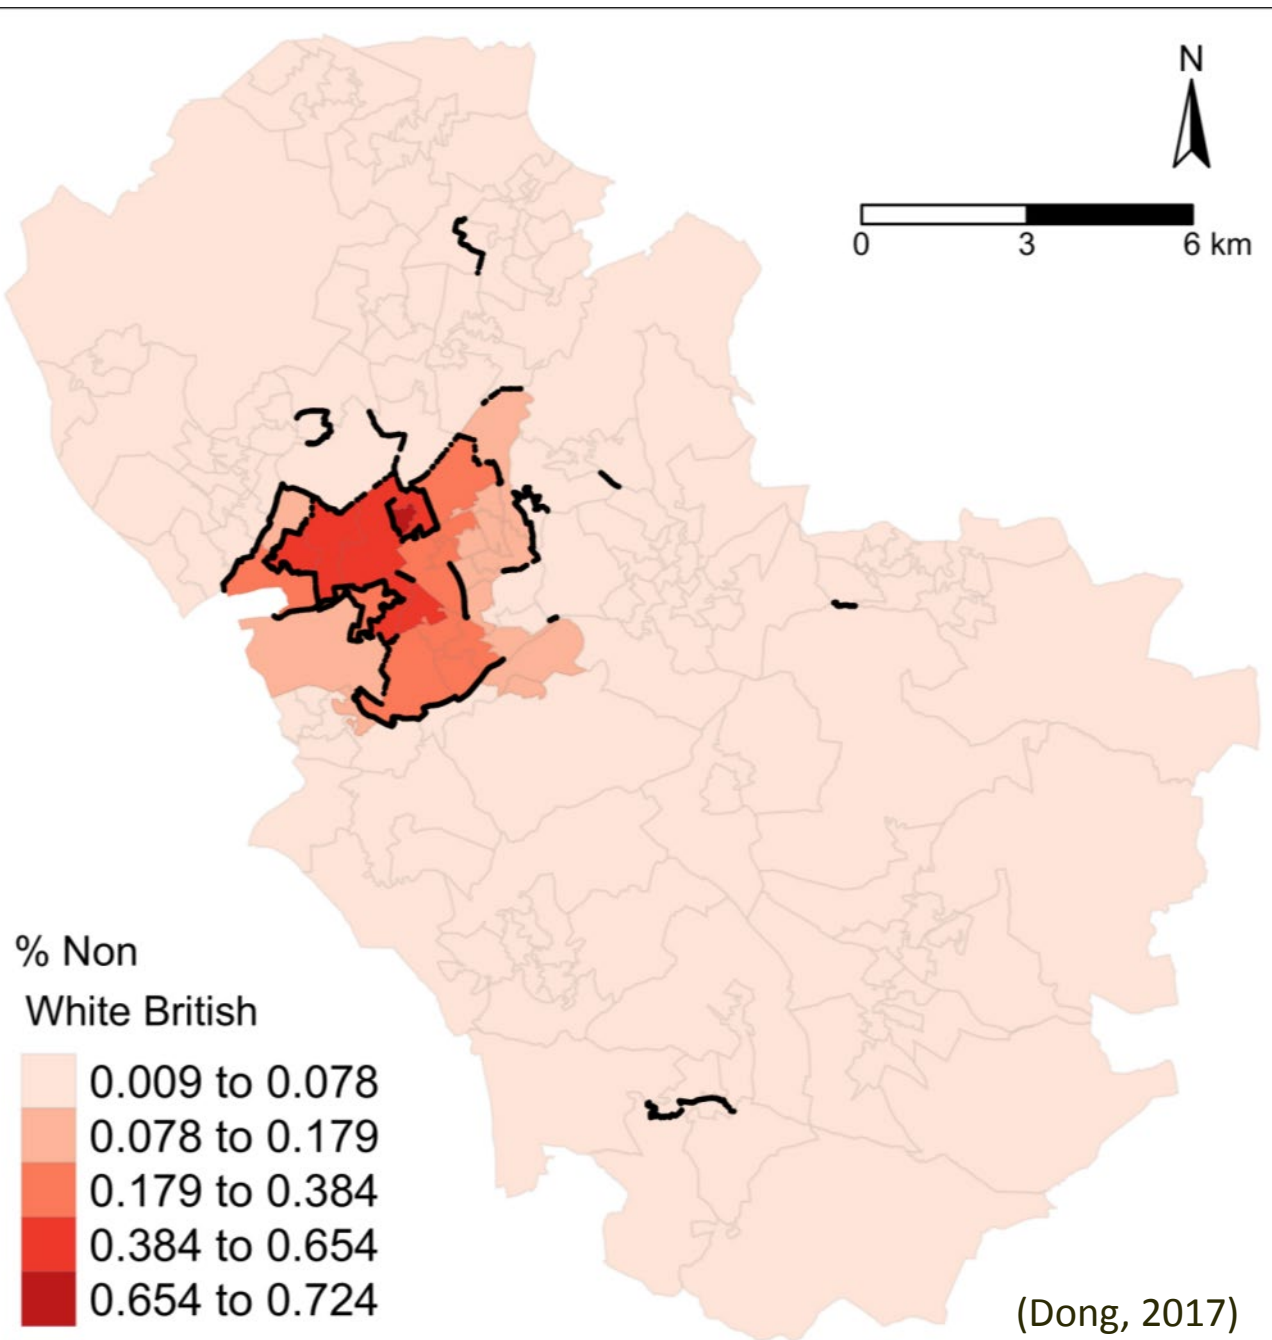 N
0 3 6 km
% Non
White British
0.009 to 0.078
0.078 to 0.179
0.179 to 0.384
0.384 to 0.654
0.654 to 0.724
(Dong, 2017)